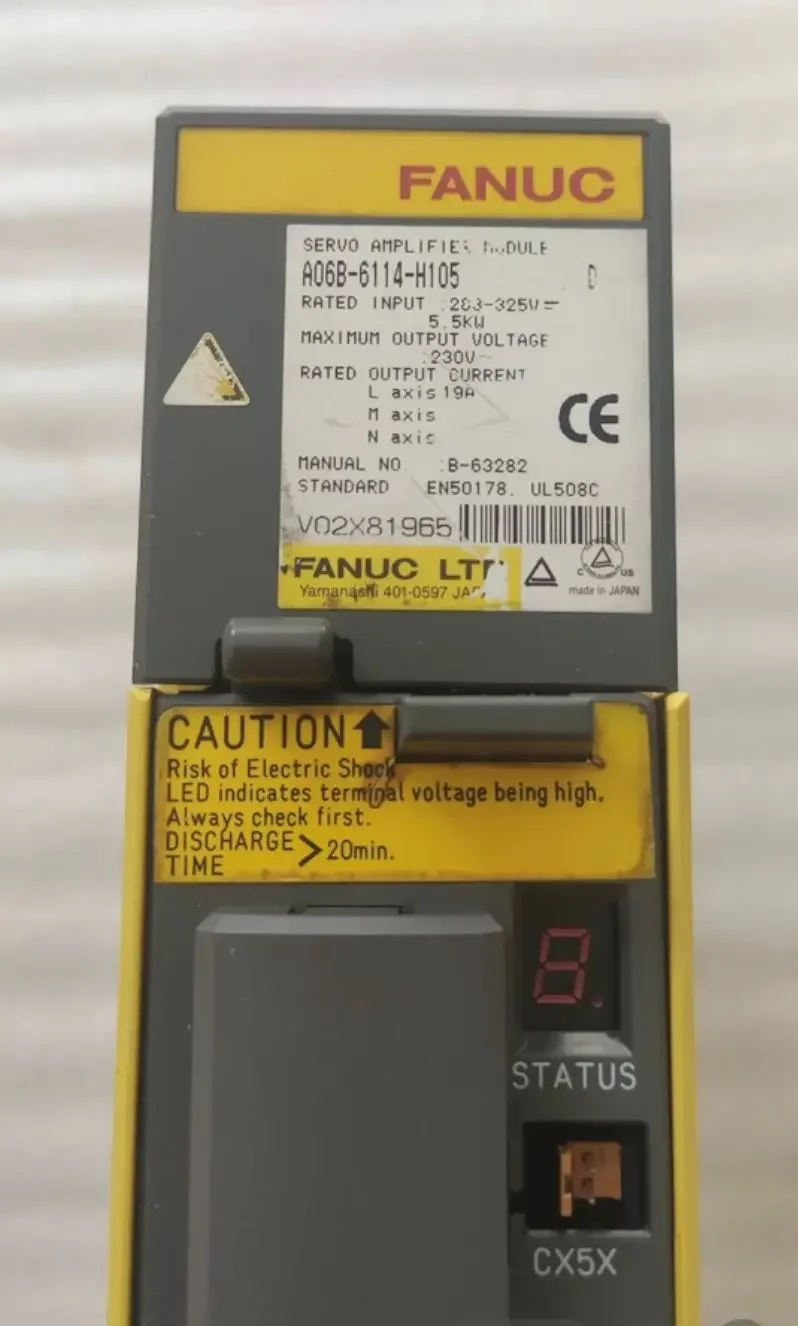 FANUC
SERVO AMPLIFIER MODULE
A06B-6114-H105 D
RATED INPUT :283-325V⎓
5.5KW
MAXIMUM OUTPUT VOLTAGE
:230V~
RATED OUTPUT CURRENT
L axis 19A
M axis
N axis
CE
MANUAL NO :B-63282
STANDARD EN50178. UL508C
V02X81965
FANUC LTD
Yamanashi 401-0597 JAPAN
c us
made in JAPAN
CAUTION
Risk of Electric Shock
LED indicates terminal voltage being high.
Always check first.
DISCHARGE
TIME > 20min.
8.
STATUS
CX5X